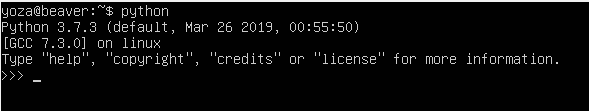 yoza@beaver:~$ python
Python 3.7.3 (default, Mar 26 2019, 00:55:50)
[GCC 7.3.0] on linux
Type "help", "copyright", "credits" or "license" for more information.
>>> _